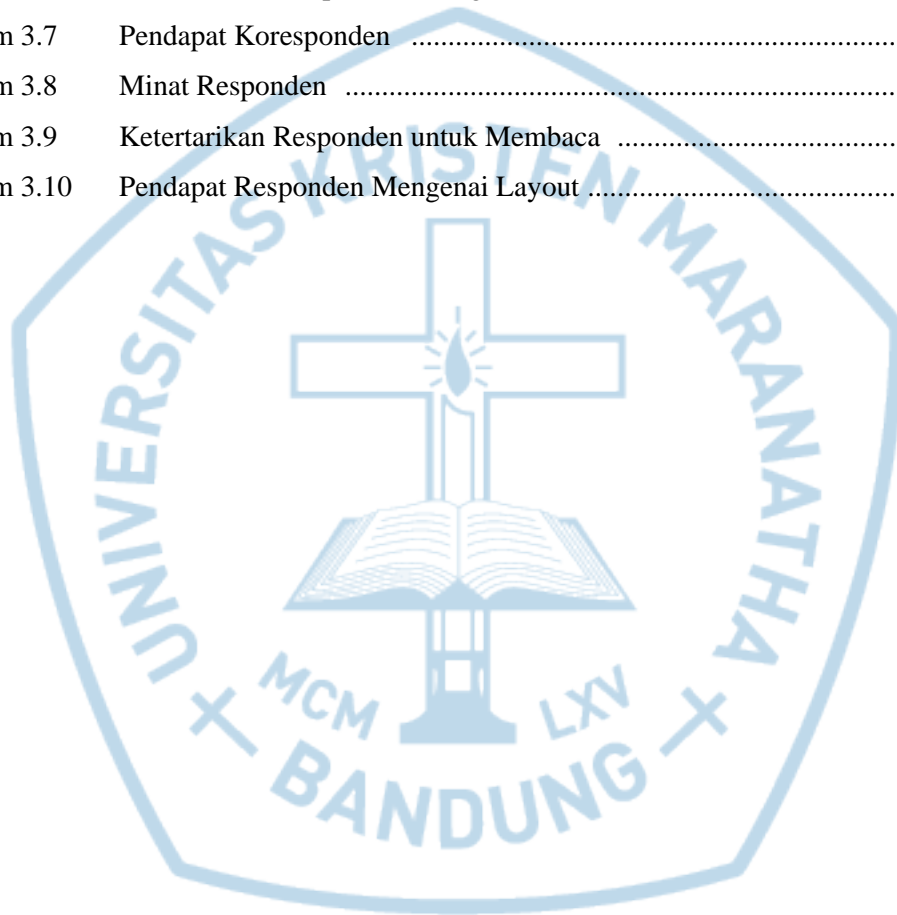 m 3.7 Pendapat Koresponden ........................................................................
m 3.8 Minat Responden ....................................................................................
m 3.9 Ketertarikan Responden untuk Membaca .........................................
m 3.10 Pendapat Responden Mengenai Layout ..............................................
UNIVERSITAS KRISTEN MARANATHA
MCM LXV
BANDUNG